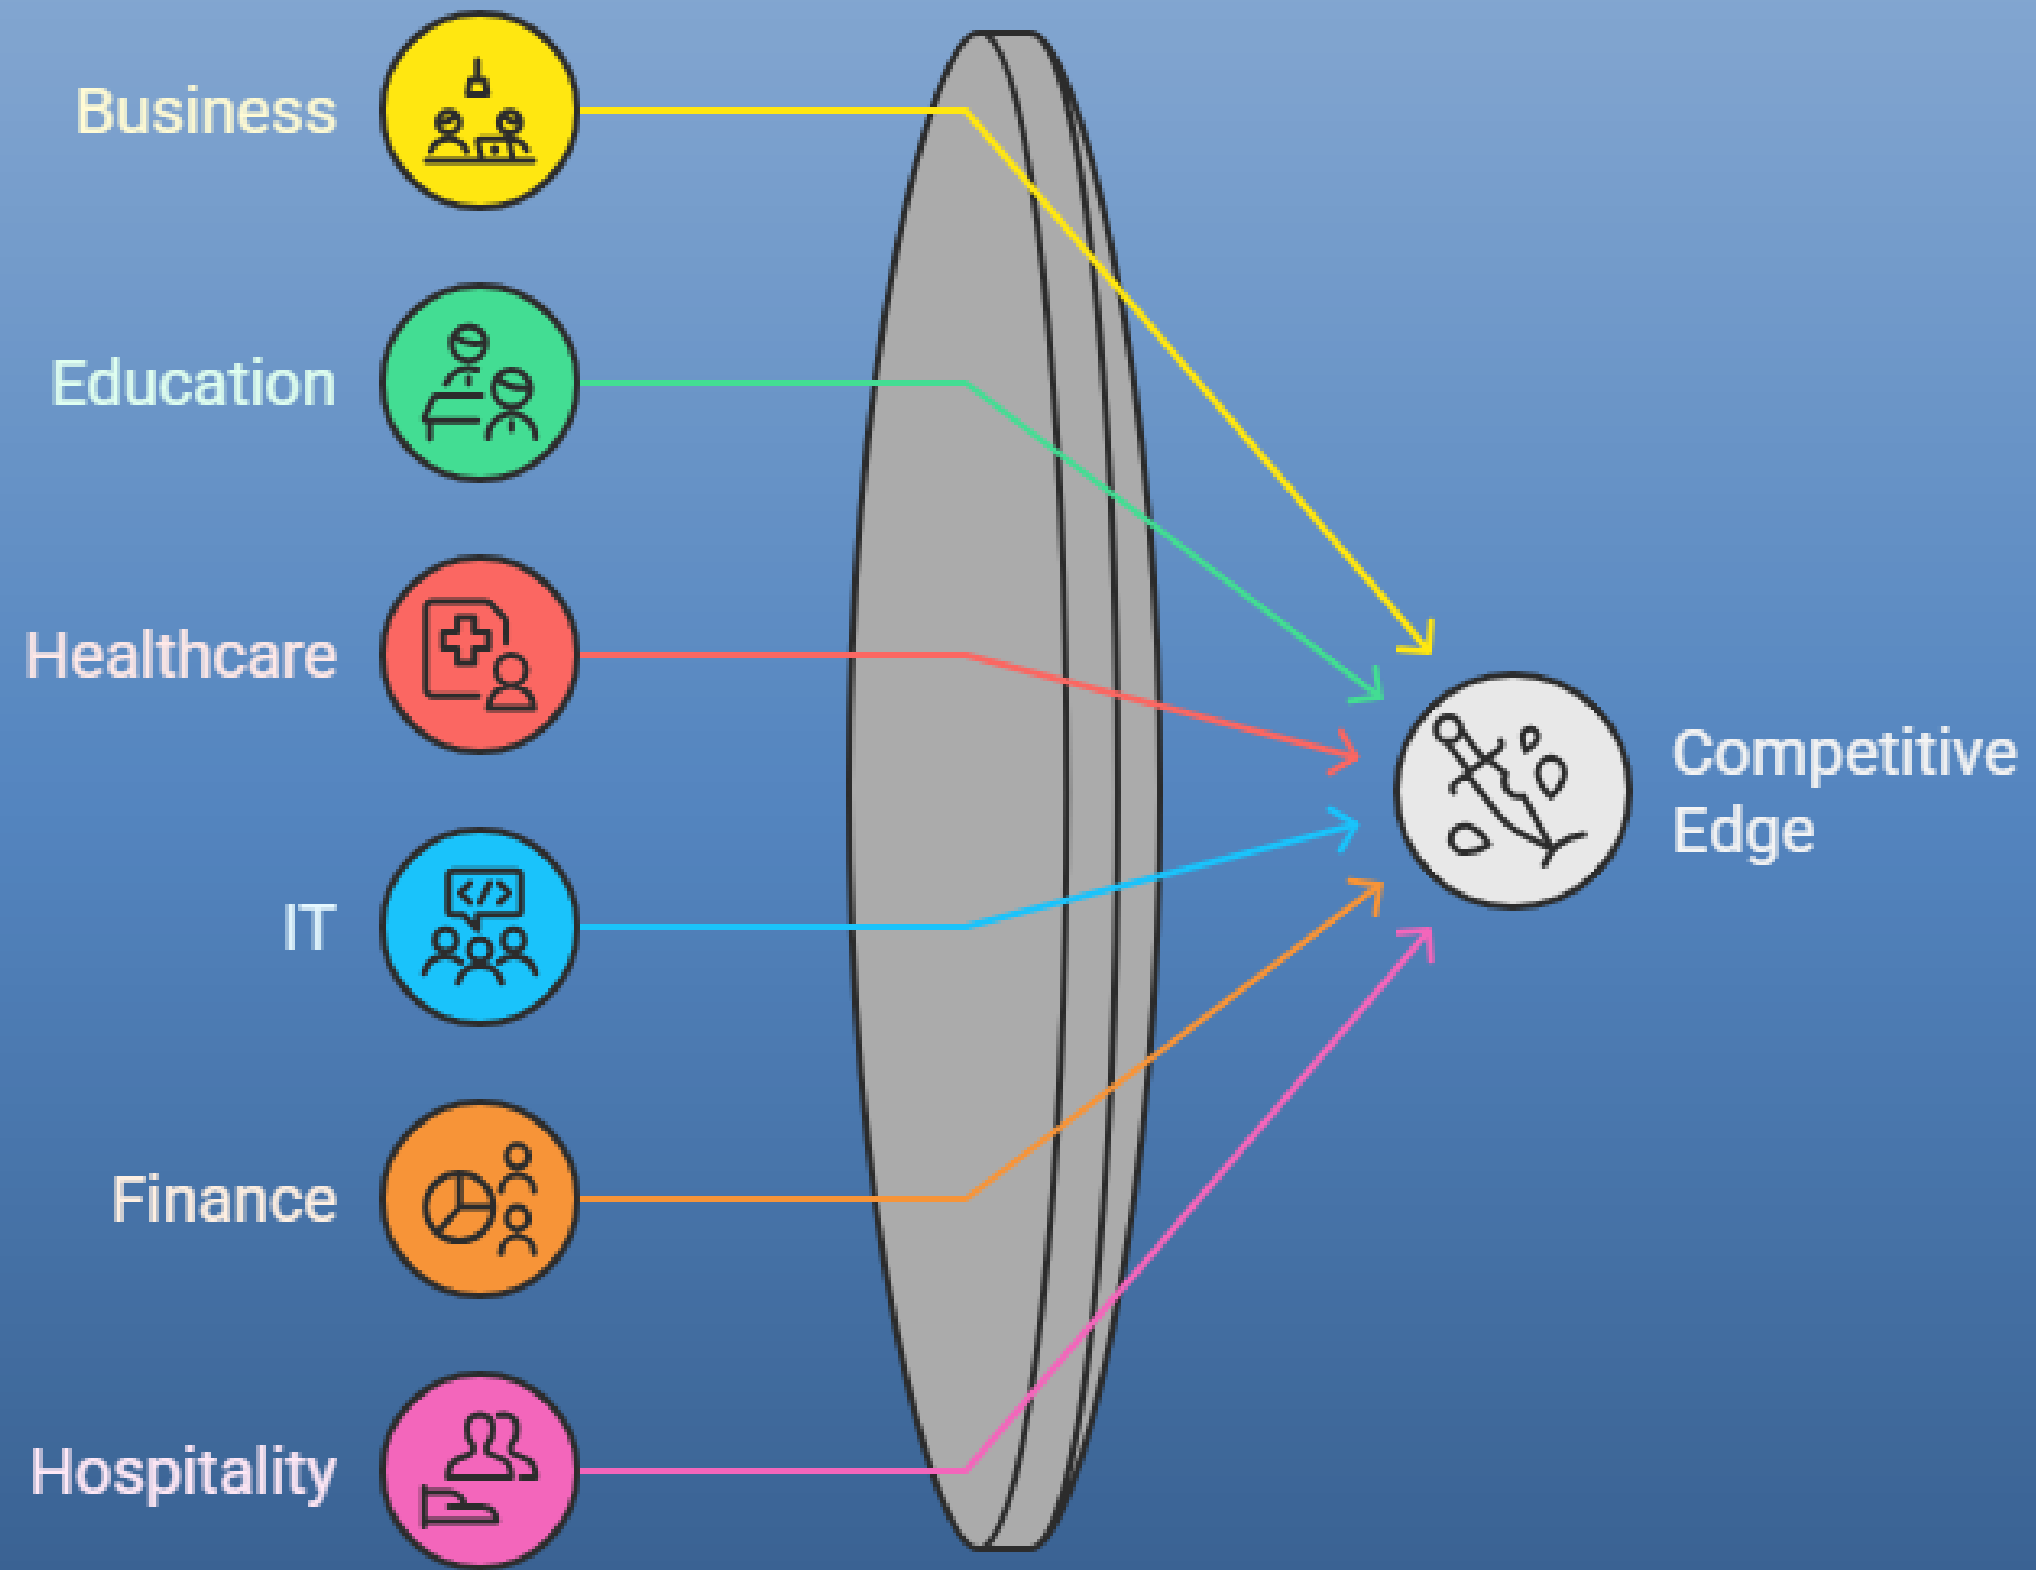 Business
Education
Healthcare
IT
Finance
Hospitality
Competitive
Edge